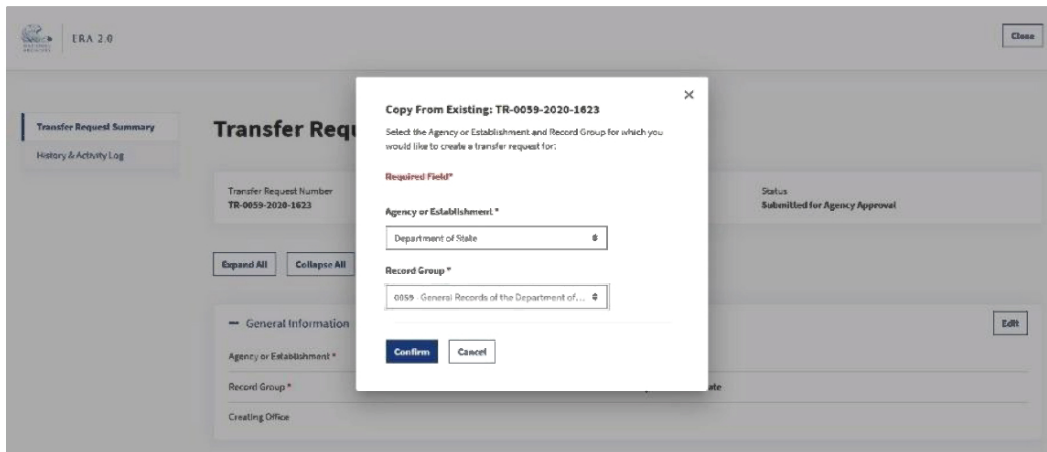 ERA 2.0
Close
Transfer Request Summary
History & Activity Log
Transfer Requ
Transfer Request Number
TR-0059-2020-1623
Status
Submitted for Agency Approval
Expand All
Collapse All
General Information
Edit
Agency or Establishment *
Record Group *
ate
Creating Office
Copy From Existing: TR-0059-2020-1623
Select the Agency or Establishment and Record Group for which you
would like to create a transfer request for:
Required Field*
Agency or Establishment *
Department of State
Record Group *
0059 - General Records of the Department of...
Confirm
Cancel